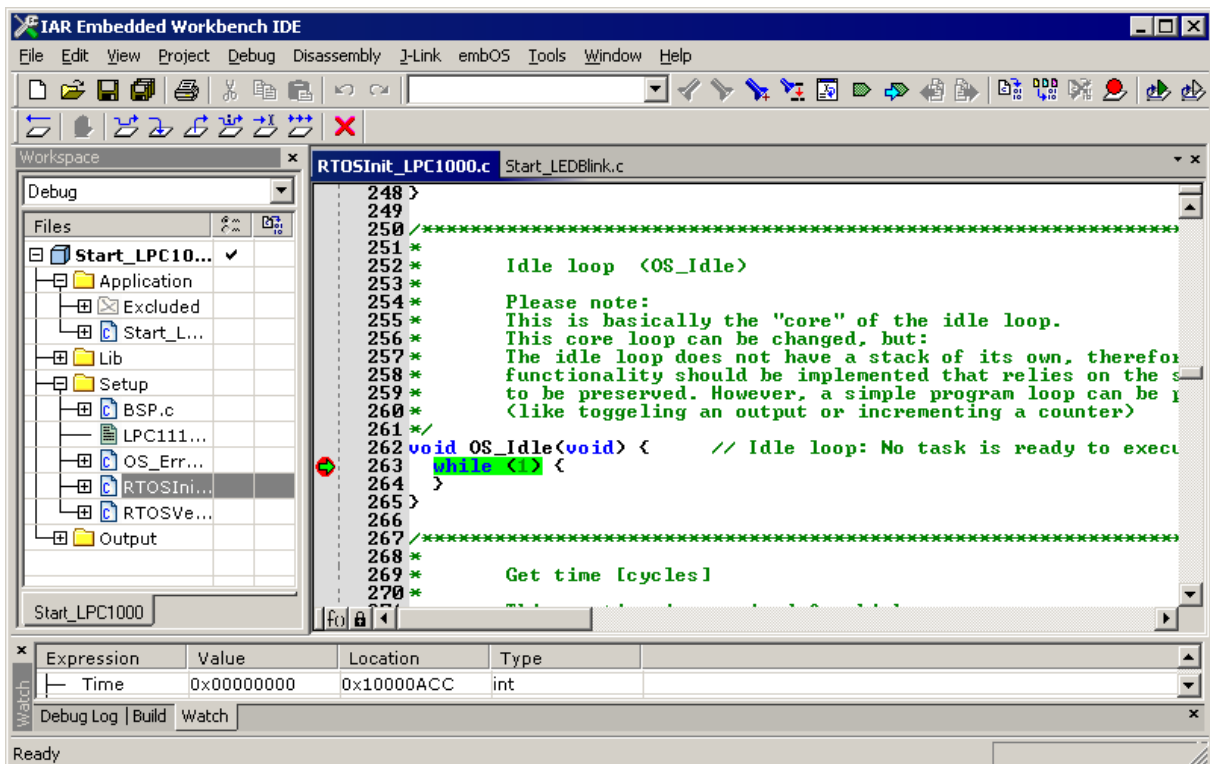 IAR Embedded Workbench IDE
File Edit View Project Debug Disassembly J-Link embOS Tools Window Help
Workspace
Debug
Files
Start_LPC10...
Application
Excluded
Start_L...
Lib
Setup
BSP.c
LPC111...
OS_Err...
RTOSIni...
RTOSVe...
Output
Start_LPC1000
RTOSInit_LPC1000.c Start_LEDBlink.c
248 }
249
250 /*********************************************************************
251 *
252 * Idle loop (OS_Idle)
253 *
254 * Please note:
255 * This is basically the "core" of the idle loop.
256 * This core loop can be changed, but:
257 * The idle loop does not have a stack of its own, therefor
258 * functionality should be implemented that relies on the s
259 * to be preserved. However, a simple program loop can be p
260 * (like toggeling an output or incrementing a counter)
261 */
262 void OS_Idle(void) { // Idle loop: No task is ready to execu
263 while (1) {
264 }
265 }
266
267 /*********************************************************************
268 *
269 * Get time [cycles]
270 *
f()
Expression Value Location Type
Time 0x00000000 0x10000ACC int
Watch
Debug Log | Build Watch
Ready